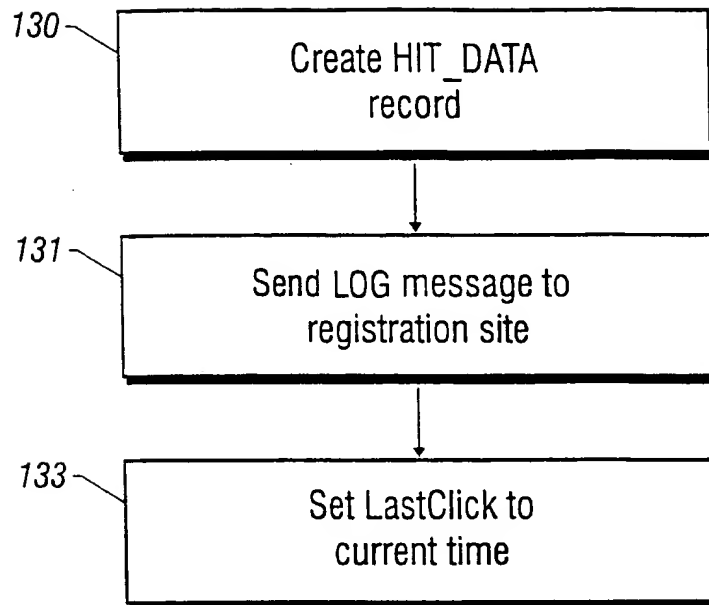 130
Create HIT_DATA
record
131
Send LOG message to
registration site
133
Set LastClick to
current time